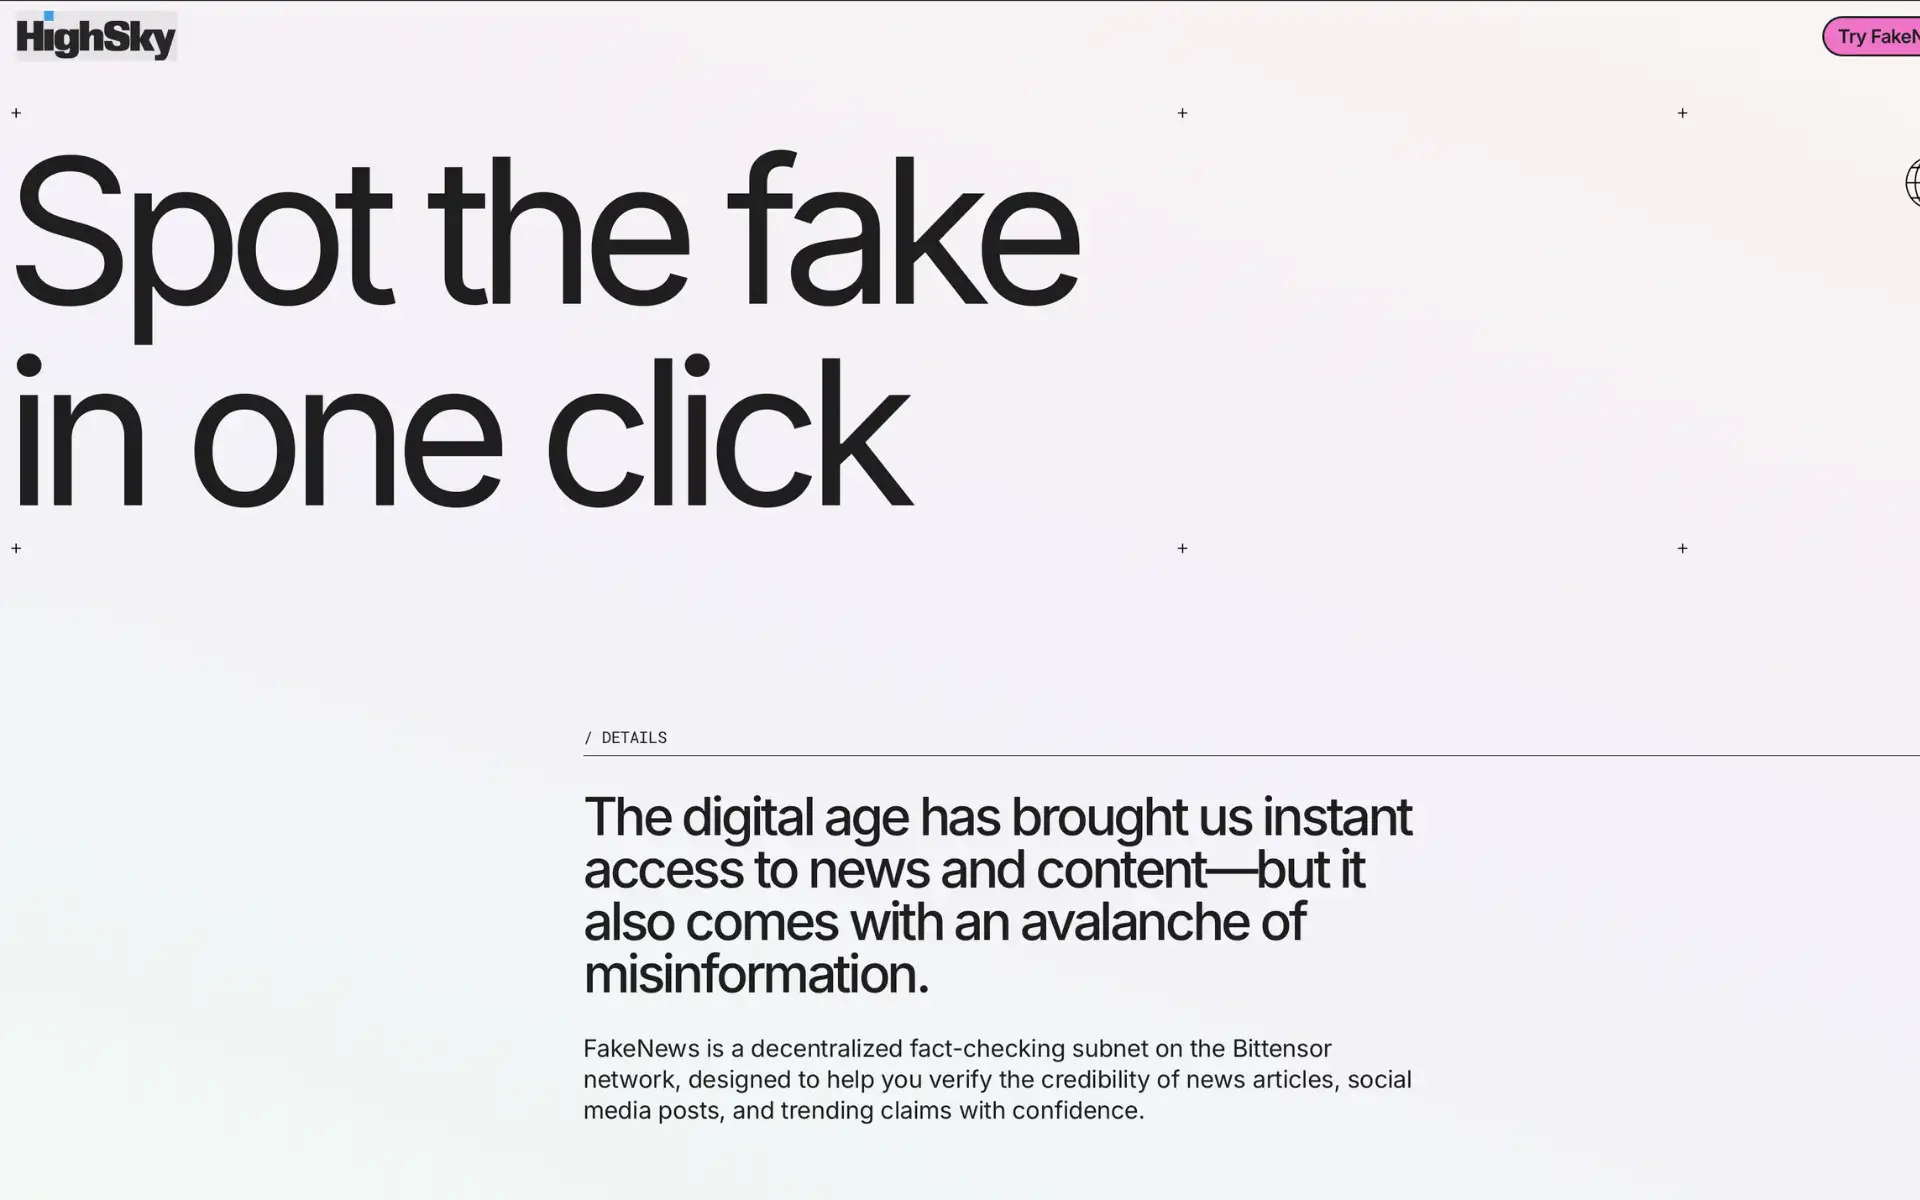 HighSky
Try FakeN
Spot the fake
in one click
/ DETAILS
The digital age has brought us instant
access to news and content—but it
also comes with an avalanche of
misinformation.
FakeNews is a decentralized fact-checking subnet on the Bittensor
network, designed to help you verify the credibility of news articles, social
media posts, and trending claims with confidence.